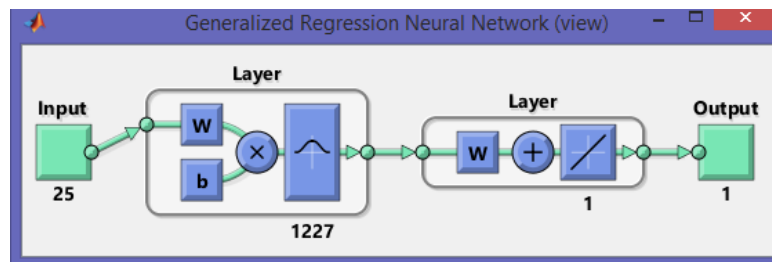 Generalized Regression Neural Network (view)
Layer
Input
W
b
25
1227
Layer
W
1
Output
1